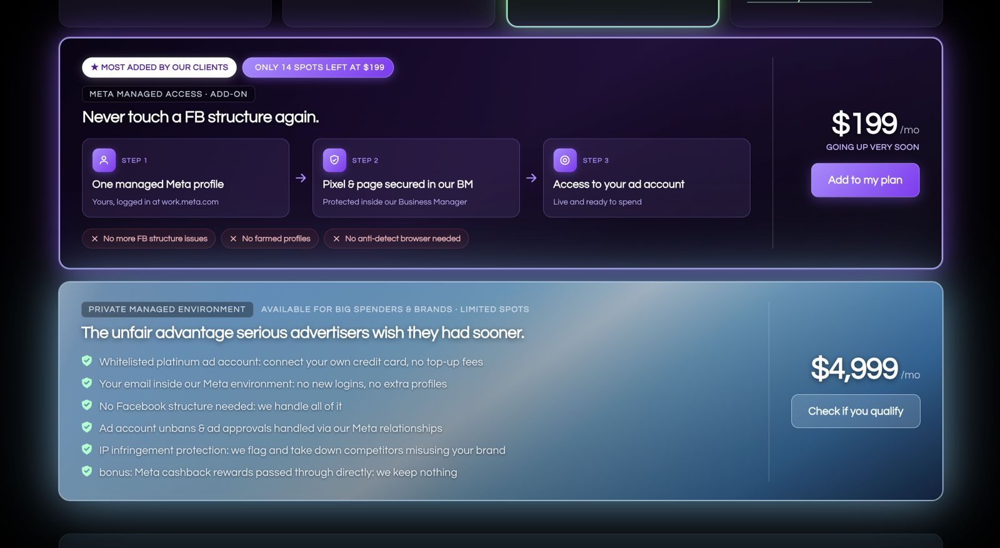 ★ MOST ADDED BY OUR CLIENTS
ONLY 14 SPOTS LEFT AT $199
META MANAGED ACCESS · ADD-ON
Never touch a FB structure again.
STEP 1
One managed Meta profile
Yours, logged in at work.meta.com
→
STEP 2
Pixel & page secured in our BM
Protected inside our Business Manager
→
STEP 3
Access to your ad account
Live and ready to spend
✕ No more FB structure issues
✕ No farmed profiles
✕ No anti-detect browser needed
$199 /mo
GOING UP VERY SOON
Add to my plan
PRIVATE MANAGED ENVIRONMENT
AVAILABLE FOR BIG SPENDERS & BRANDS · LIMITED SPOTS
The unfair advantage serious advertisers wish they had sooner.
Whitelisted platinum ad account: connect your own credit card, no top-up fees
Your email inside our Meta environment: no new logins, no extra profiles
No Facebook structure needed: we handle all of it
Ad account unbans & ad approvals handled via our Meta relationships
IP infringement protection: we flag and take down competitors misusing your brand
bonus: Meta cashback rewards passed through directly: we keep nothing
$4,999 /mo
Check if you qualify